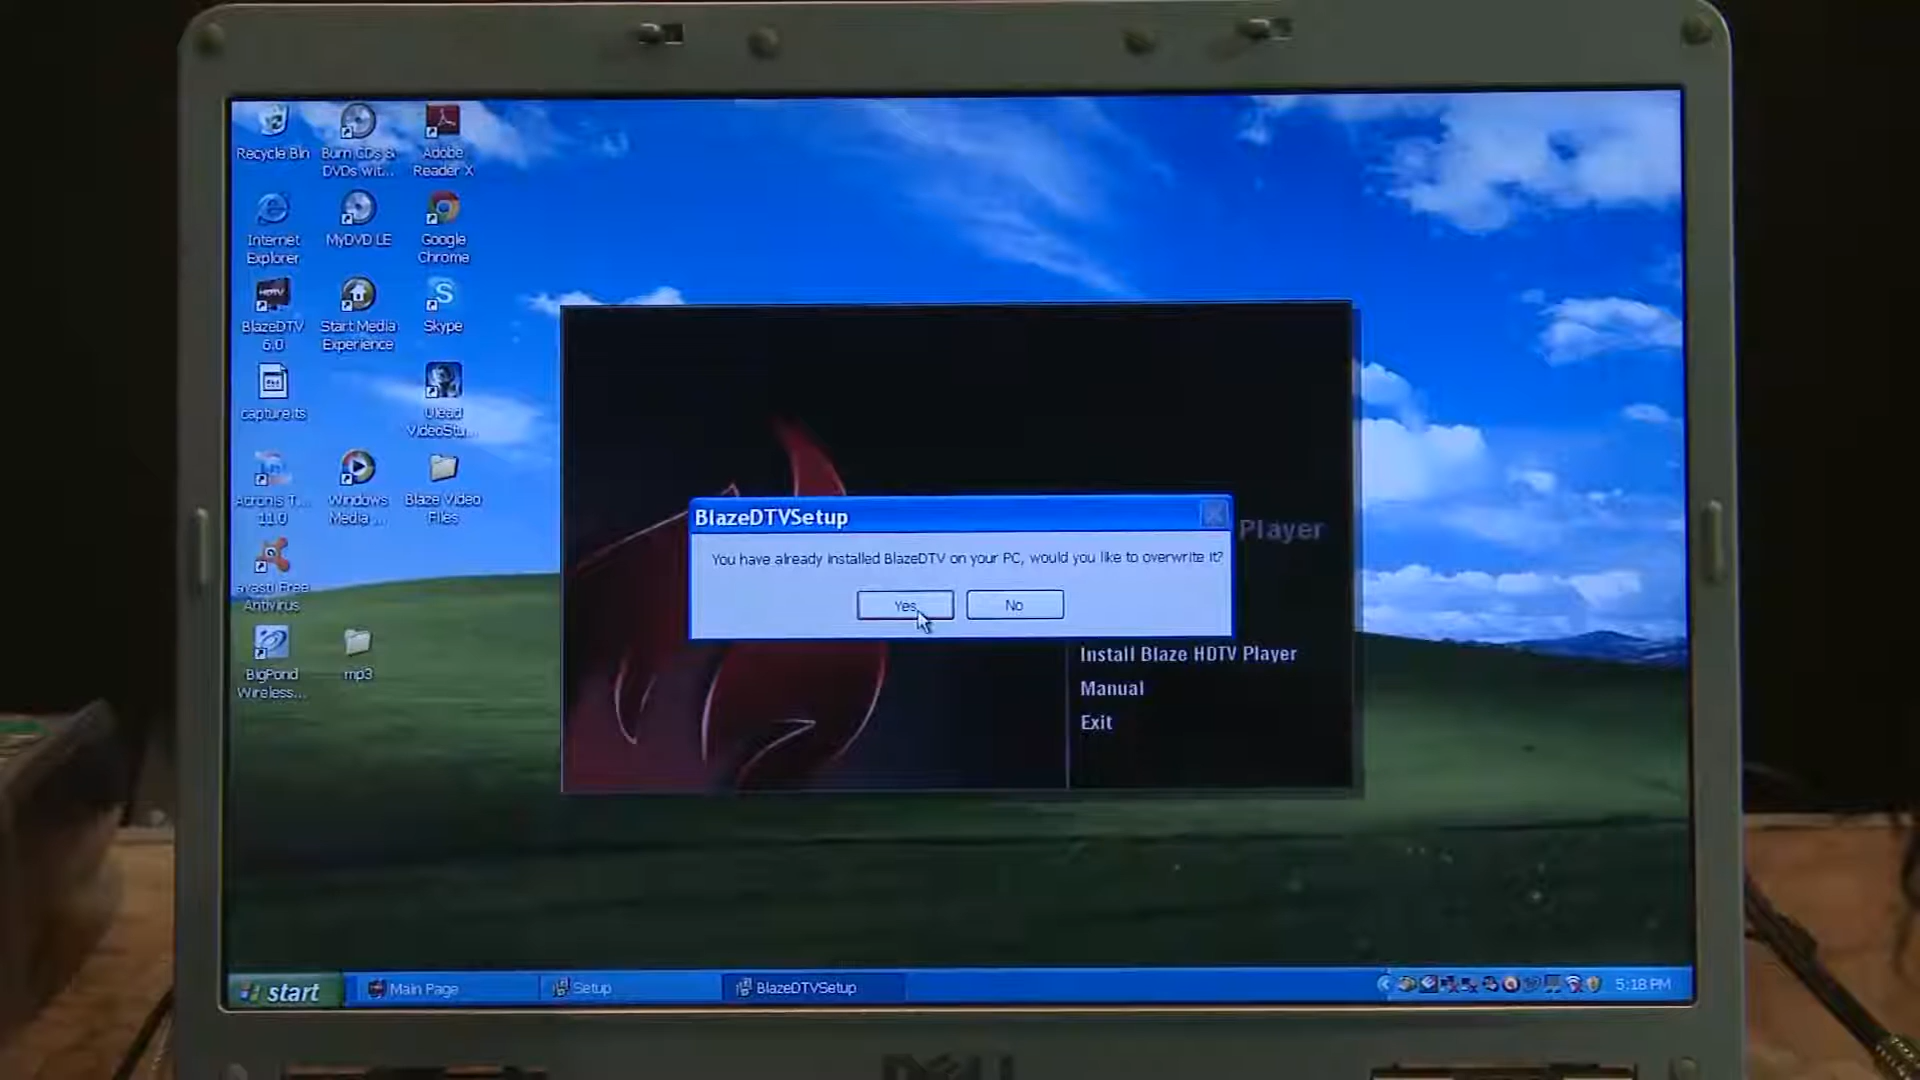 Recycle Bin
Burn CDs &
DVDs wit...
Adobe
Reader X
Internet
Explorer
MyDVD LE
Google
Chrome
HDTV
BlazeDTV
6.0
Start Media
Experience
Skype
capture.ts
Ulead
VideoStu...
Acronis T...
11.0
Windows
Media ...
Blaze Video
Files
avast! Free
Antivirus
BigPond
Wireless...
mp3
Player
BlazeDTVSetup
You have already installed BlazeDTV on your PC, would you like to overwrite it?
Yes
No
Install Blaze HDTV Player
Manual
Exit
start
Main Page
Setup
BlazeDTVSetup
5:18 PM
DELL